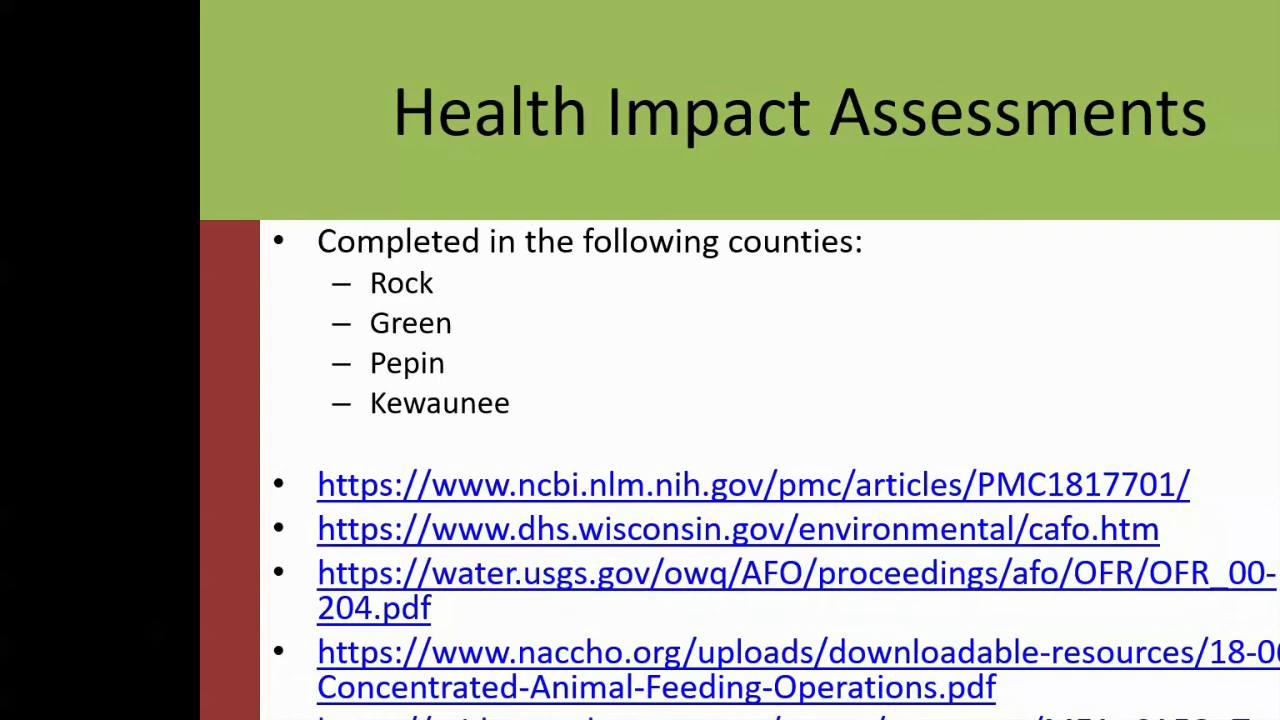 Health Impact Assessments
• Completed in the following counties:
– Rock
– Green
– Pepin
– Kewaunee
• https://www.ncbi.nlm.nih.gov/pmc/articles/PMC1817701/
• https://www.dhs.wisconsin.gov/environmental/cafo.htm
• https://water.usgs.gov/owq/AFO/proceedings/afo/OFR/OFR_00-
204.pdf
• https://www.naccho.org/uploads/downloadable-resources/18-0
Concentrated-Animal-Feeding-Operations.pdf